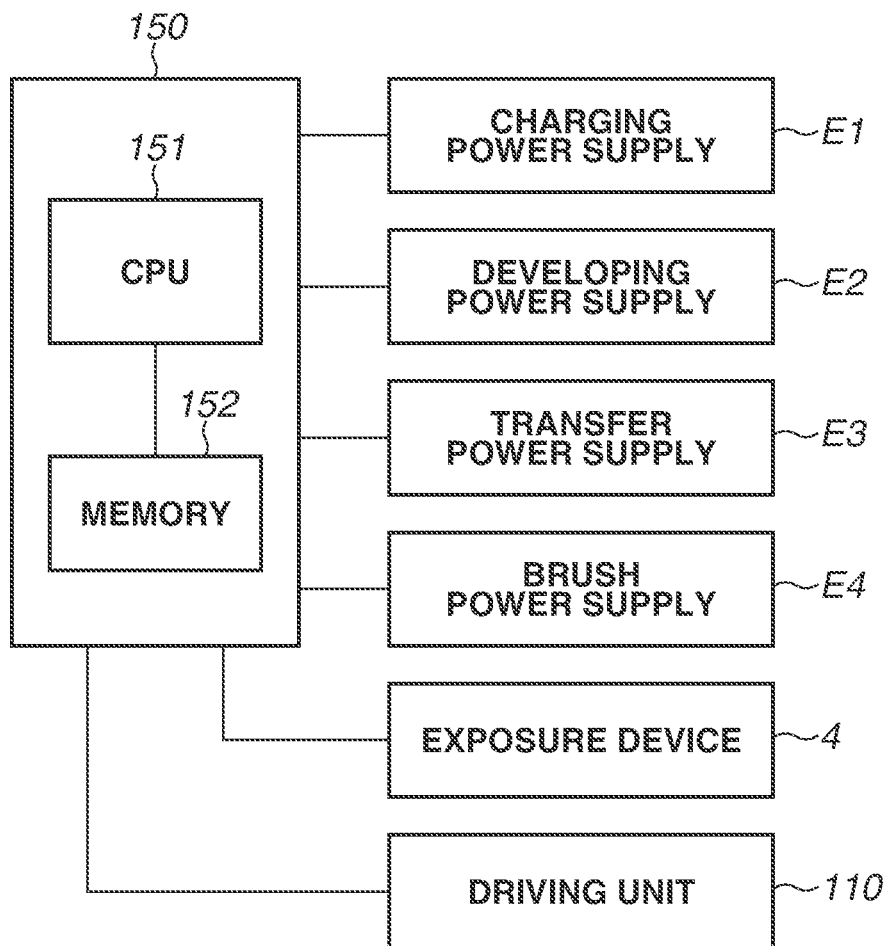 150
151
CPU
152
MEMORY
CHARGING
POWER SUPPLY
E1
DEVELOPING
POWER SUPPLY
E2
TRANSFER
POWER SUPPLY
E3
BRUSH
POWER SUPPLY
E4
EXPOSURE DEVICE
4
DRIVING UNIT
110